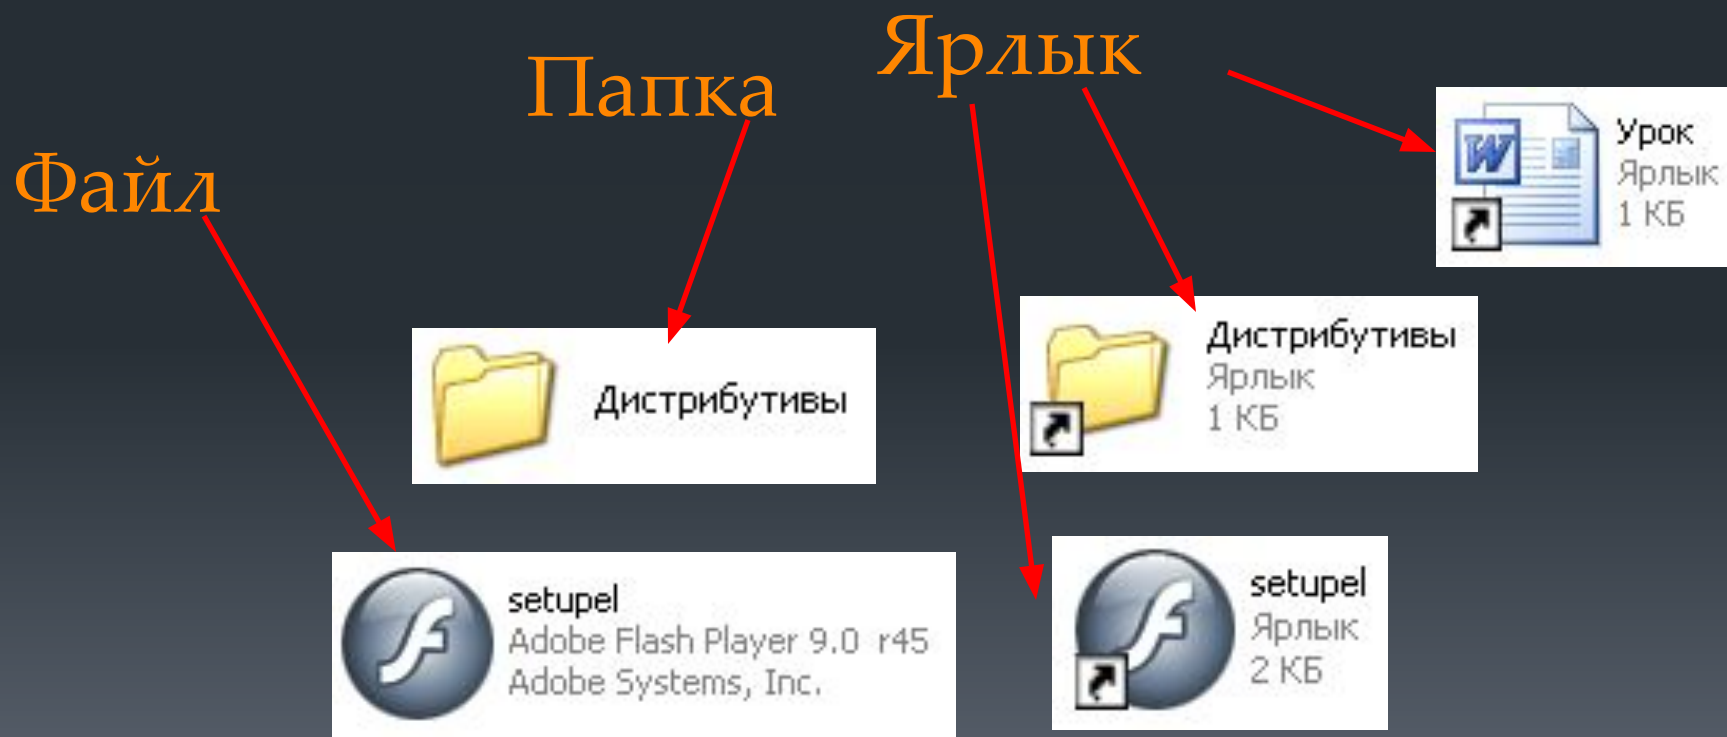 Ярлык
Папка
Файл
Урок
Ярлык
1 КБ
Дистрибутивы
Дистрибутивы
Ярлык
1 КБ
setupel
Adobe Flash Player 9.0 r45
Adobe Systems, Inc.
setupel
Ярлык
2 КБ